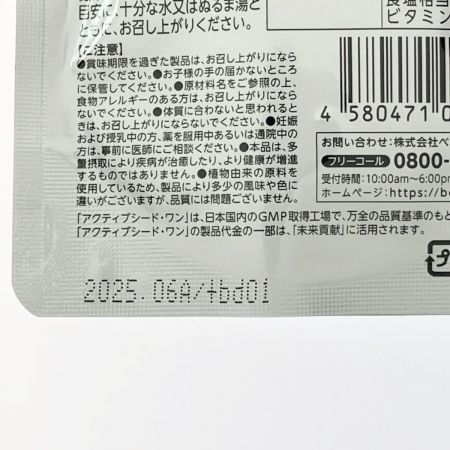 目安に、十分な水又はぬるま湯と
ともに、お召し上がりください。
【ご注意】
●賞味期限を過ぎた製品は、お召し上がりになら
ないでください。●お子様の手の届かないところ
に保管してください。●原材料名をご参照の上、
食物アレルギーのある方は、お召し上がりになら
ないでください。●体質に合わないと思われると
きは、お召し上がりにならないでください。●妊娠
および授乳中の方、薬を服用中あるいは通院中の
方は、事前に医師にご相談ください。●本品は、多
量摂取により疾病が治癒したり、より健康が増進
するものではありません。●植物由来の原料を
使用しているため、製品により多少の風味や色に
違いがございますが、品質には問題ございません。
「アクティブシード・ワン」は、日本国内のGMP取得工場で、万全の品質基準のもと
「アクティブシード・ワン」の製品代金の一部は、「未来貢献」に活用されます。
食塩相当
ビタミン
4 580471 0
お問い合わせ：株式会社ベ
フリーコール 0800-
受付時間：10:00am〜6:00pm
ホームページ：https://b
プ
2025.06A/tbd01